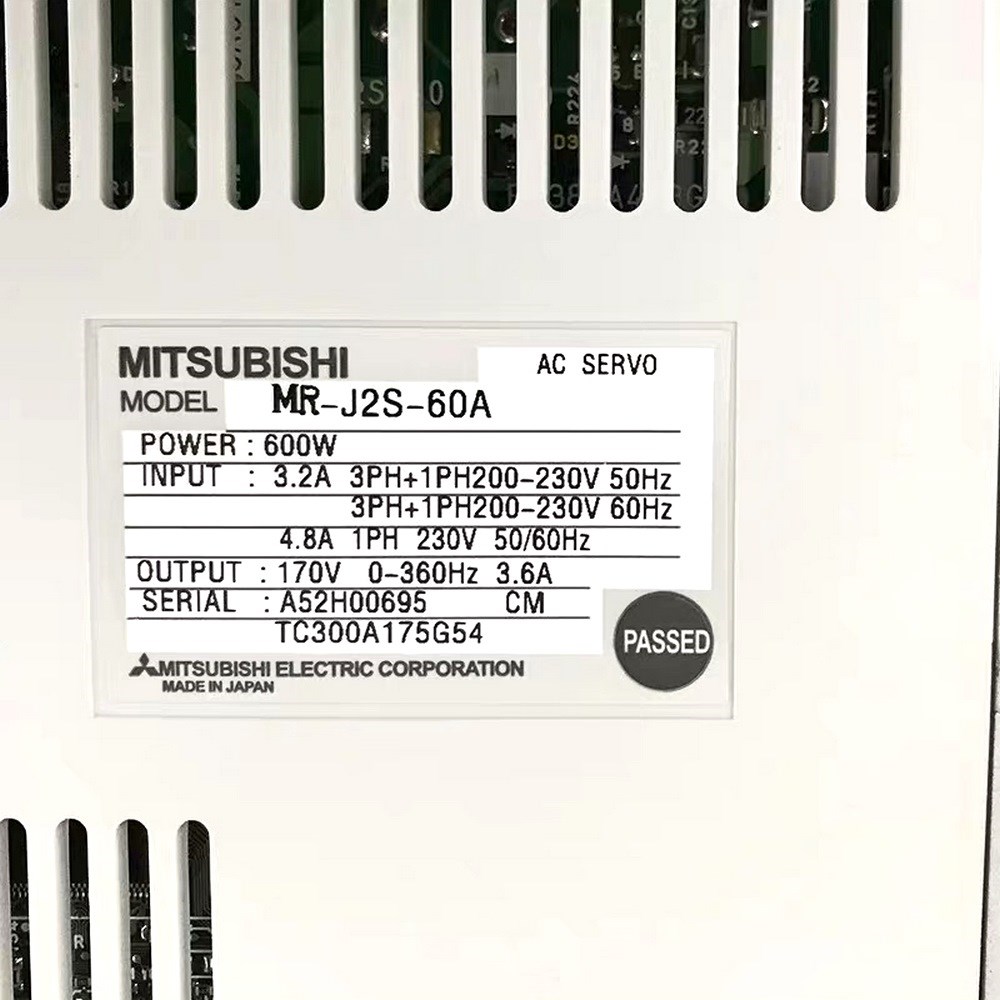 R224
D3
MITSUBISHI
AC SERVO
MODEL MR-J2S-60A
POWER : 600W
INPUT : 3.2A 3PH+1PH200-230V 50Hz
3PH+1PH200-230V 60Hz
4.8A 1PH 230V 50/60Hz
OUTPUT : 170V 0-360Hz 3.6A
SERIAL : A52H00695 CM
TC300A175G54
PASSED
MITSUBISHI ELECTRIC CORPORATION
MADE IN JAPAN